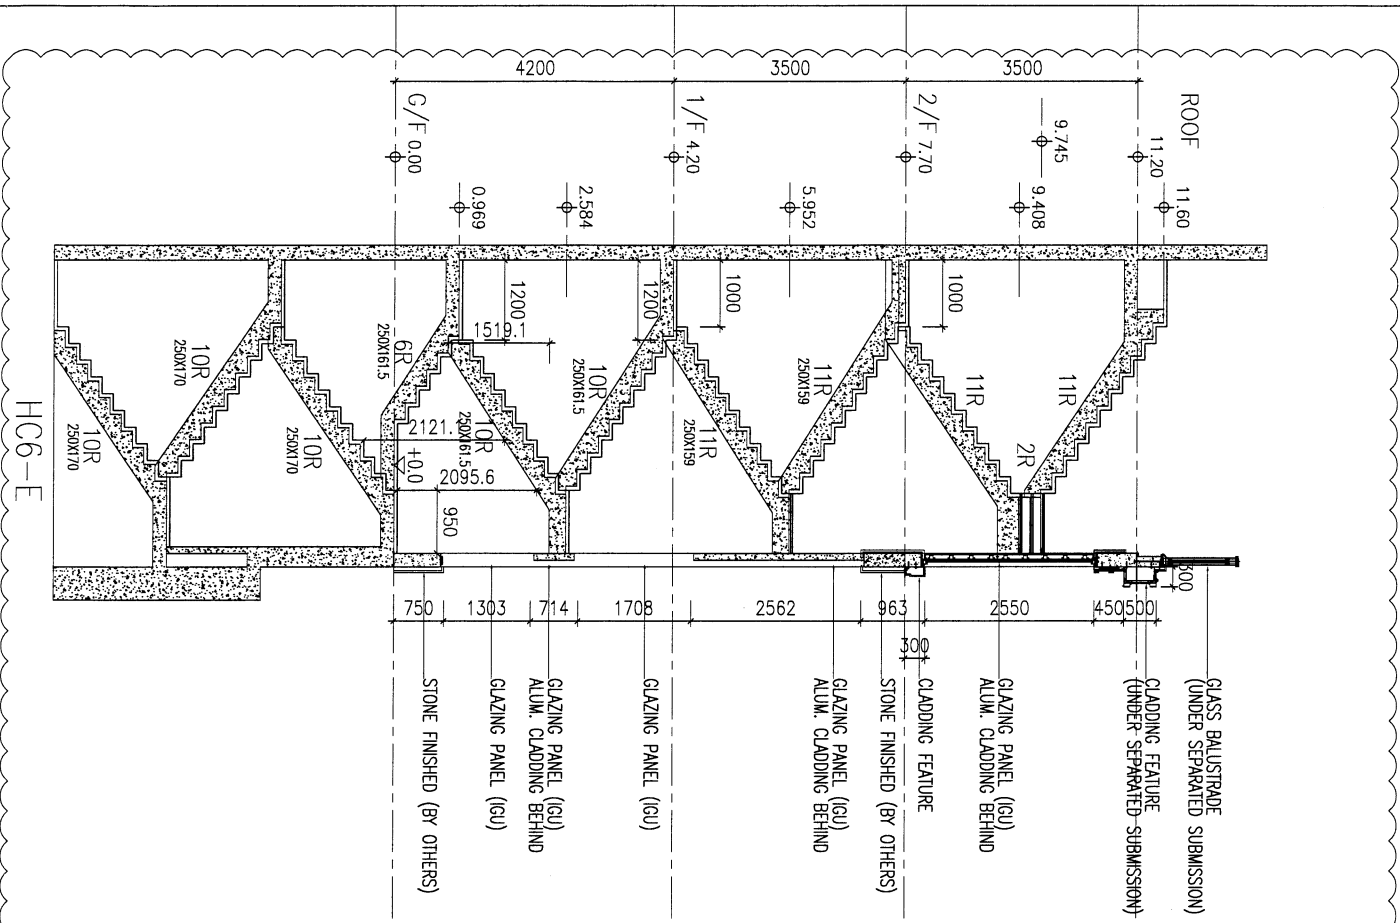 4200
3500
3500
G/F 0.00
1/F 4.20
2/F 7.70
ROOF
11.20
11.60
9.745
9.408
5.952
2.584
0.969
1200
1200
1000
1000
1519.1
10R
250X170
10R
250X170
10R
250X170
6R
250X161.5
10R
250X161.5
10R
250X161.5
11R
250X159
11R
250X159
11R
11R
2R
2121.
+0.0
2095.6
950
HC6-E
750
1303
714
1708
2562
963
2550
450
500
300
300
STONE FINISHED (BY OTHERS)
GLAZING PANEL (IGU)
GLAZING PANEL (IGU)
ALUM. CLADDING BEHIND
GLAZING PANEL (IGU)
GLAZING PANEL (IGU)
ALUM. CLADDING BEHIND
STONE FINISHED (BY OTHERS)
CLADDING FEATURE
GLAZING PANEL (IGU)
ALUM. CLADDING BEHIND
CLADDING FEATURE
(UNDER SEPARATED SUBMISSION)
GLASS BALUSTRADE
(UNDER SEPARATED SUBMISSION)